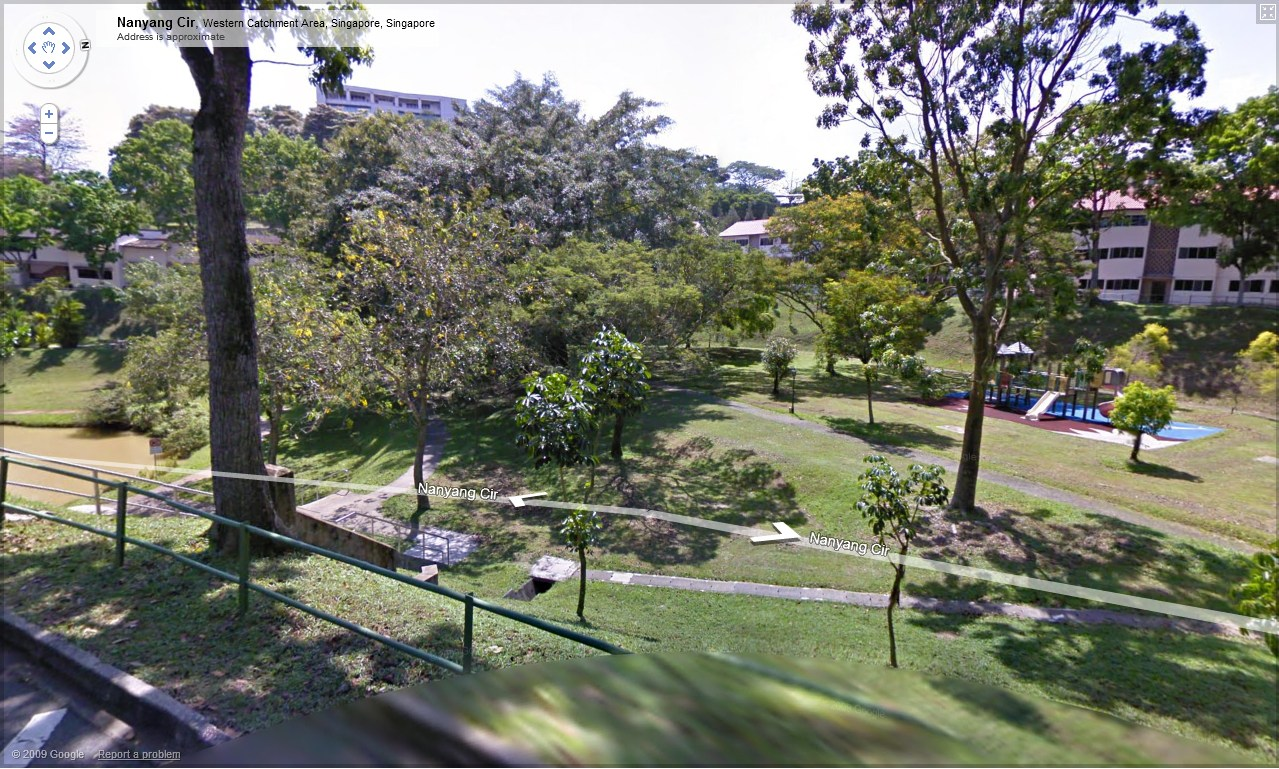 Nanyang Cir, Western Catchment Area, Singapore, Singapore
Address is approximate
N
Nanyang Cir
Nanyang Cir
© 2009 Google
Report a problem